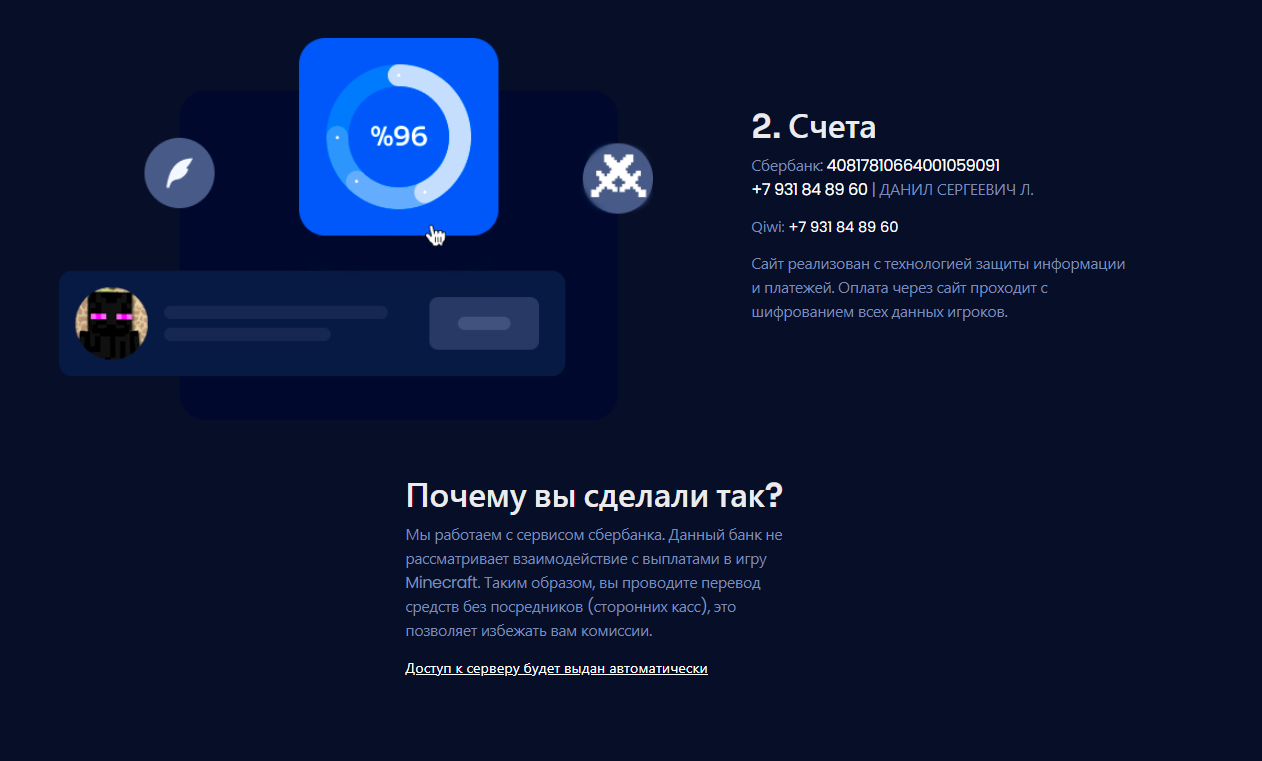 %96
2. Счета
Сбербанк: 40817810664001059091
+7 931 84 89 60 | ДАНИЛ СЕРГЕЕВИЧ Л.
Qiwi: +7 931 84 89 60
Сайт реализован с технологией защиты информации
и платежей. Оплата через сайт проходит с
шифрованием всех данных игроков.
Почему вы сделали так?
Мы работаем с сервисом сбербанка. Данный банк не
рассматривает взаимодействие с выплатами в игру
Minecraft. Таким образом, вы проводите перевод
средств без посредников (сторонних касс), это
позволяет избежать вам комиссии.
Доступ к серверу будет выдан автоматически